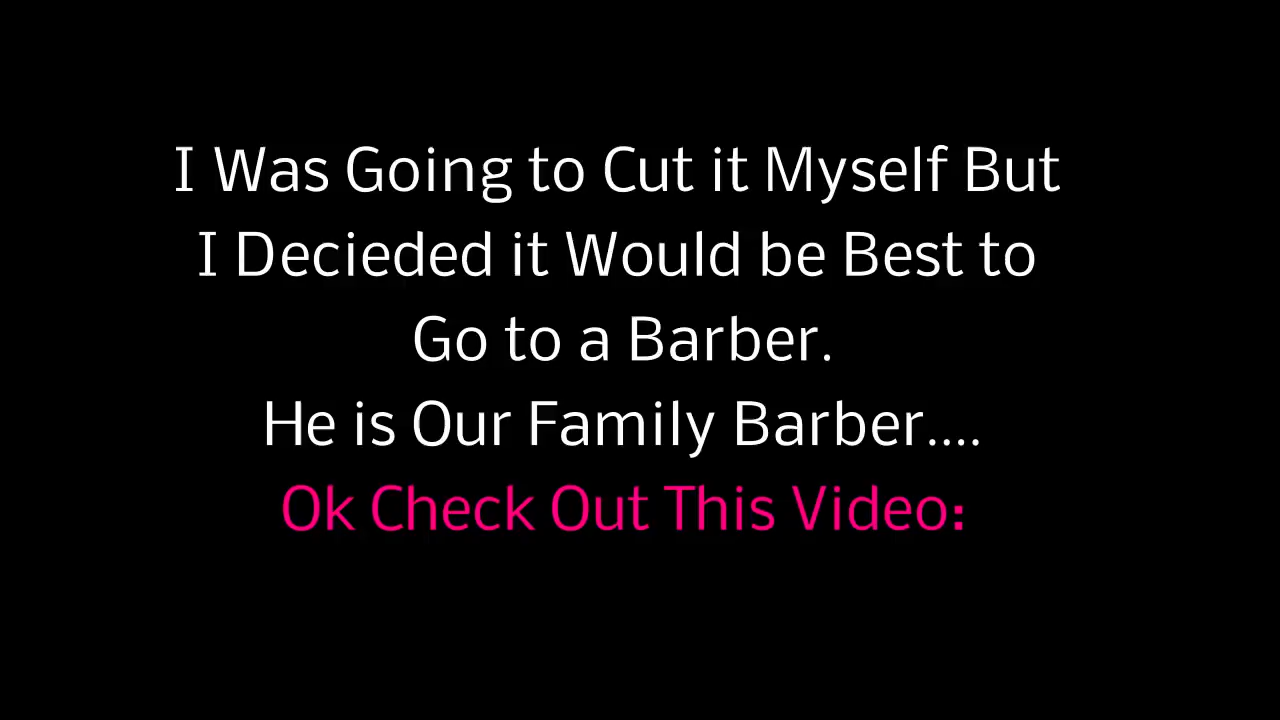 I Was Going to Cut it Myself But
I Decieded it Would be Best to
Go to a Barber.
He is Our Family Barber....
Ok Check Out This Video: